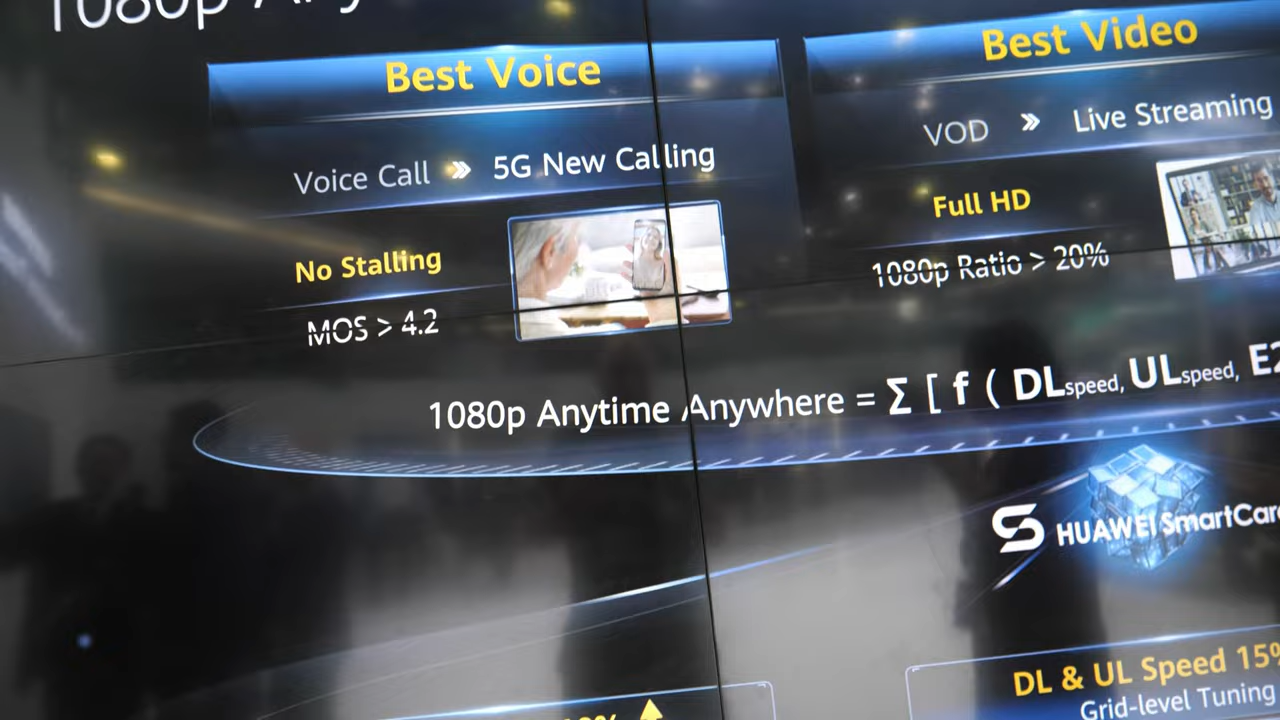 1080p
Best Voice
Voice Call » 5G New Calling
No Stalling
MOS > 4.2
Best Video
VOD » Live Streaming
Full HD
1080p Ratio > 20%
1080p Anytime Anywhere = Σ [ f ( DLspeed, ULspeed,
HUAWEI
DL & UL Speed 15%
Grid-level Tuning